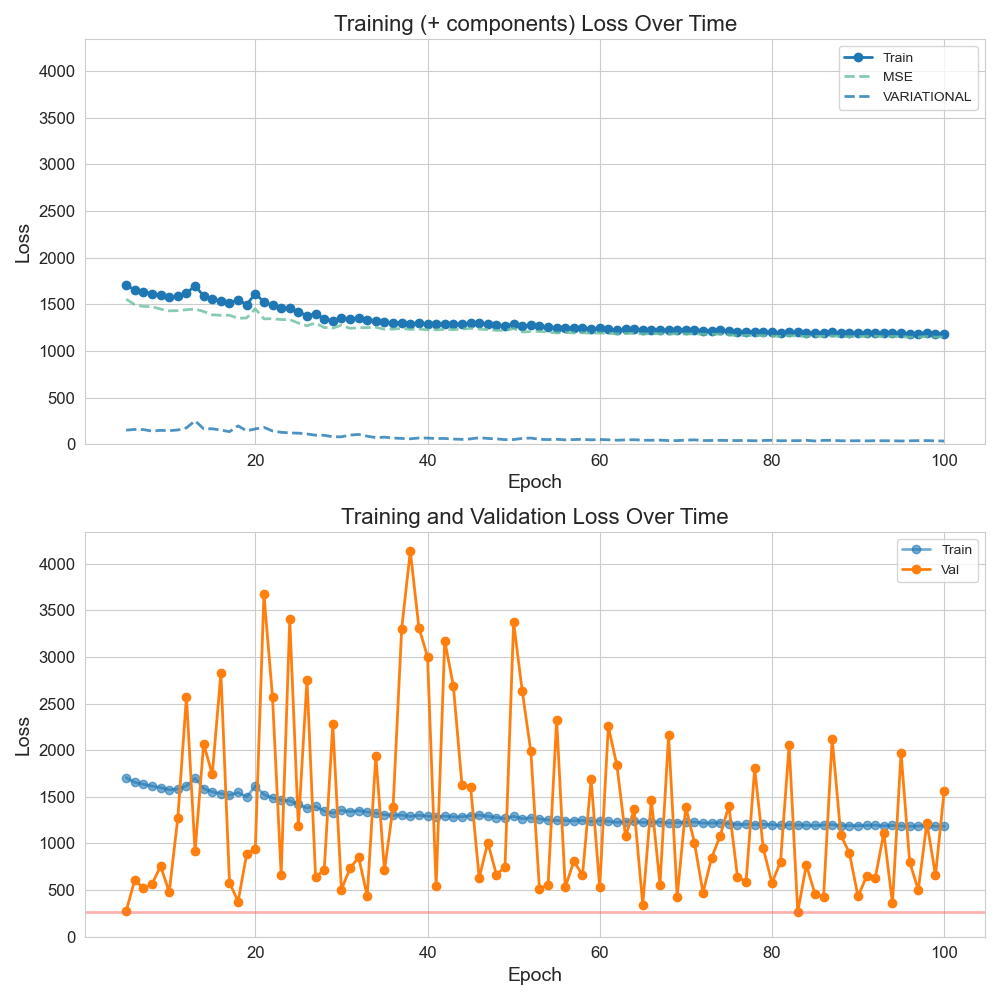 Training (+ components) Loss Over Time
4000
3500
3000
2500
2000
1500
1000
500
0
Loss
Train
MSE
VARIATIONAL
20 40 60 80 100
Epoch
Training and Validation Loss Over Time
4000
3500
3000
2500
2000
1500
1000
500
0
Loss
Train
Val
20 40 60 80 100
Epoch